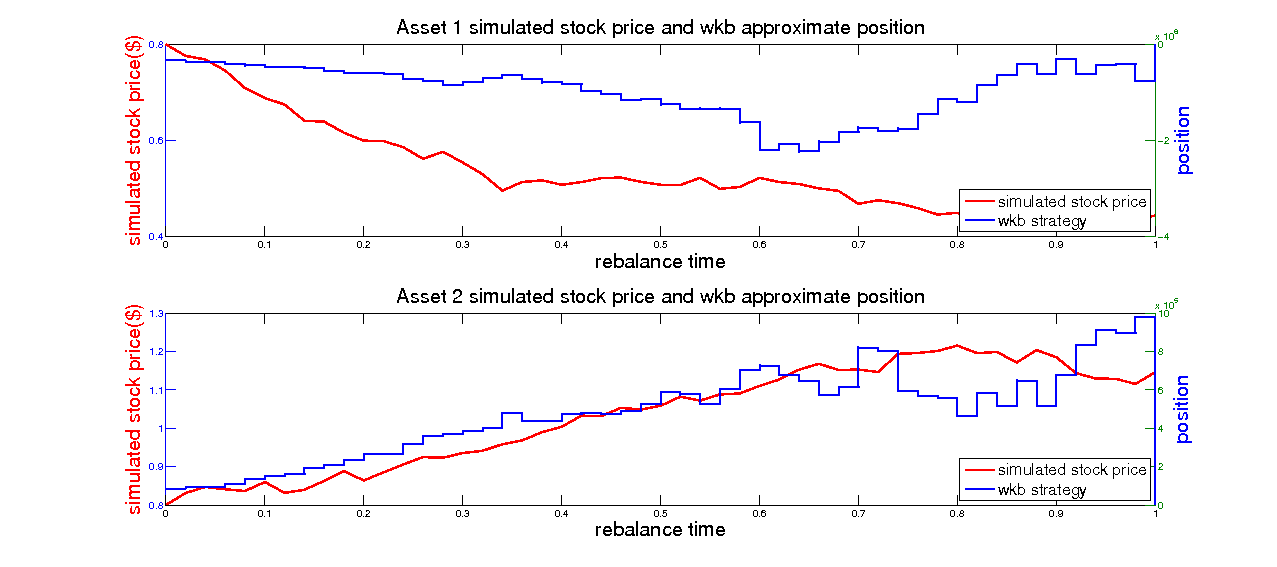 Asset 1 simulated stock price and wkb approximate position
simulated stock price($)
0.8
0.6
0.4
0
−2
−4
position
simulated stock price
wkb strategy
0 0.1 0.2 0.3 0.4 0.5 0.6 0.7 0.8 0.9 1
rebalance time
Asset 2 simulated stock price and wkb approximate position
simulated stock price($)
1.3
1.2
1.1
1
0.9
0.8
10
8
6
4
2
0
position
simulated stock price
wkb strategy
0 0.1 0.2 0.3 0.4 0.5 0.6 0.7 0.8 0.9 1
rebalance time